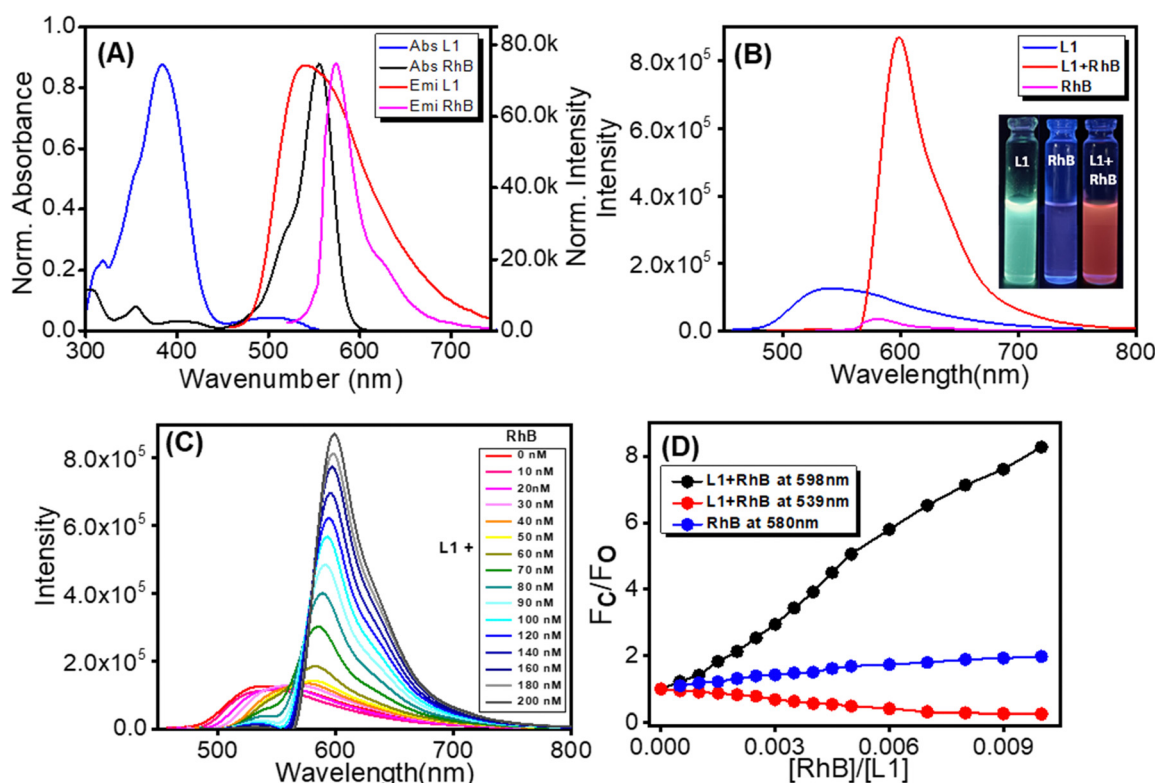 (A)
Abs L1
Abs RhB
Emi L1
Emi RhB
1.0
0.8
0.6
0.4
0.2
0.0
Norm. Absorbance
80.0k
60.0k
40.0k
20.0k
0.0
Norm. Intensity
300 400 500 600 700
Wavenumber (nm)
(B)
L1
L1+RhB
RhB
8.0x10⁵
6.0x10⁵
4.0x10⁵
2.0x10⁵
0.0
Intensity
L1 RhB L1+
RhB
500 600 700 800
Wavelength(nm)
(C)
RhB
0 nM
10 nM
20nM
30 nM
40 nM
50 nM
60 nM
70 nM
80 nM
90 nM
100 nM
120 nM
140 nM
160 nM
180 nM
200 nM
L1 +
8.0x10⁵
6.0x10⁵
4.0x10⁵
2.0x10⁵
0.0
Intensity
500 600 700 800
Wavelength(nm)
(D)
L1+RhB at 598nm
L1+RhB at 539nm
RhB at 580nm
8
6
4
2
0
Fc/Fo
0.000 0.003 0.006 0.009
[RhB]/[L1]